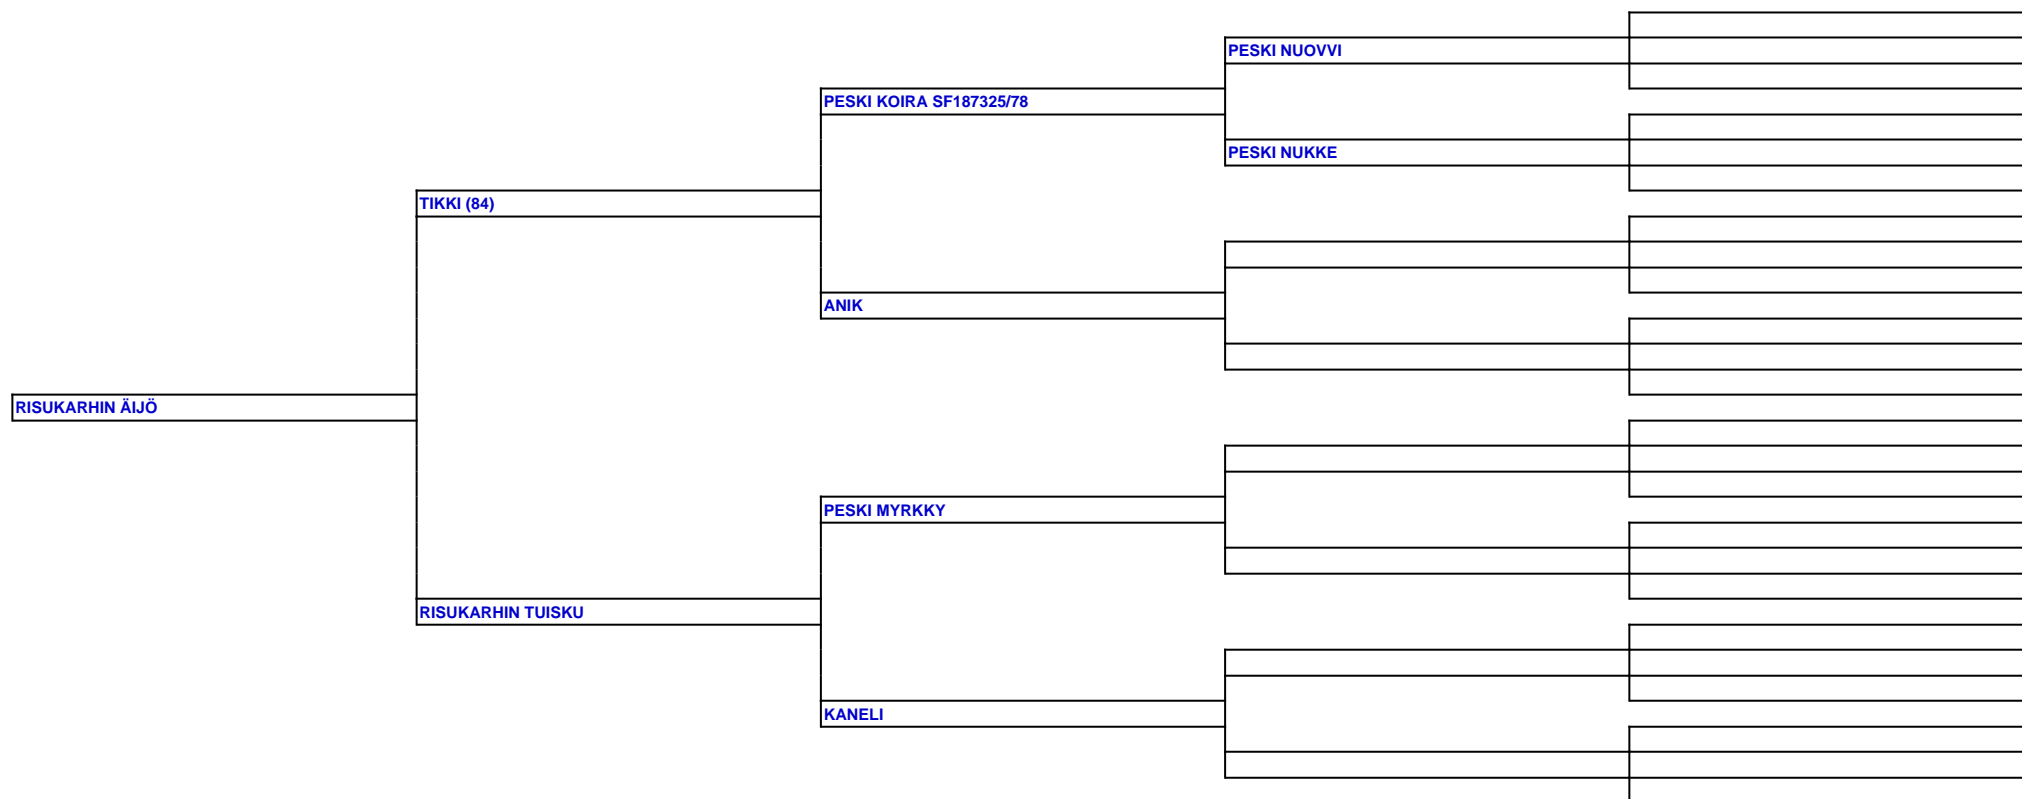 PESKI NUOVVI
PESKI KOIRA SF187325/78
PESKI NUKKE
TIKKI (84)
ANIK
RISUKARHIN ÄIJÖ
PESKI MYRKKY
RISUKARHIN TUISKU
KANELI